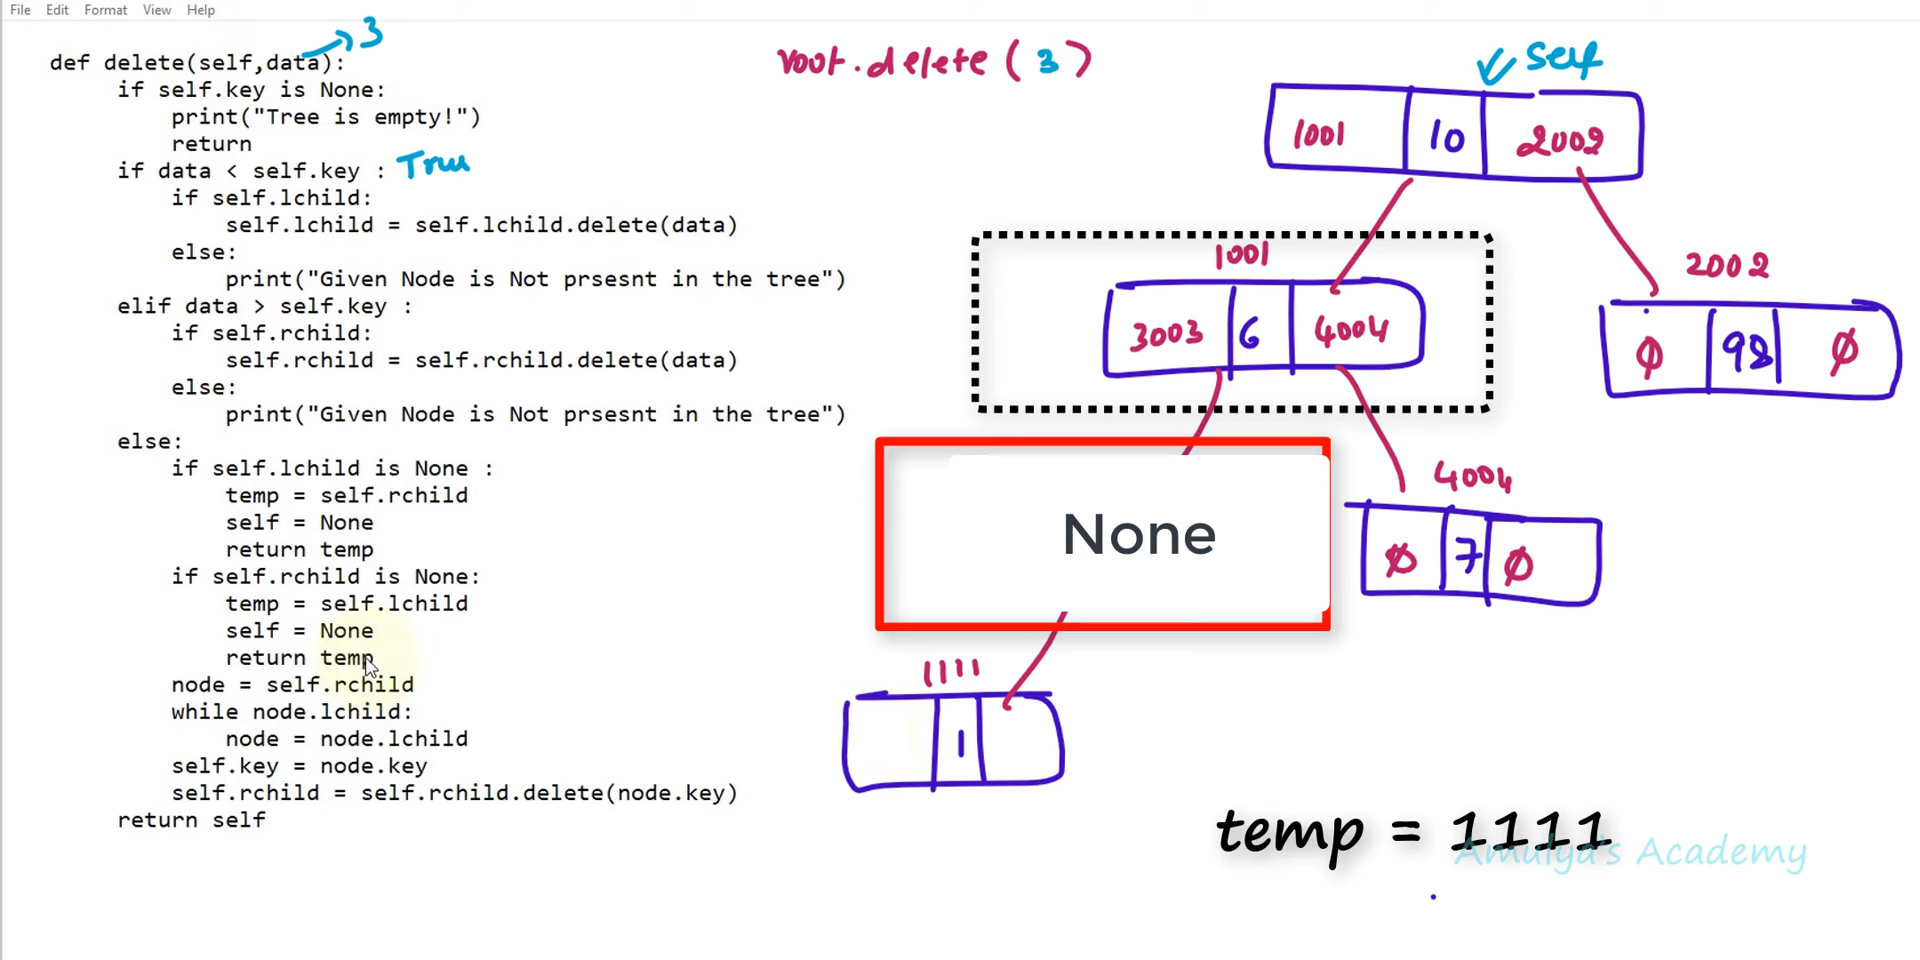 File Edit Format View Help
3
def delete(self,data):
if self.key is None:
print("Tree is empty!")
return
if data < self.key : True
if self.lchild:
self.lchild = self.lchild.delete(data)
else:
print("Given Node is Not prsesnt in the tree")
elif data > self.key :
if self.rchild:
self.rchild = self.rchild.delete(data)
else:
print("Given Node is Not prsesnt in the tree")
else:
if self.lchild is None :
temp = self.rchild
self = None
return temp
if self.rchild is None:
temp = self.lchild
self = None
return temp
node = self.rchild
while node.lchild:
node = node.lchild
self.key = node.key
self.rchild = self.rchild.delete(node.key)
return self
root.delete(3)
self
1001 10 2002
1001
3003 6 4004
2002
Ø 98 Ø
None
4004
Ø 7 Ø
1111
1
temp = 1111
Amulya's Academy